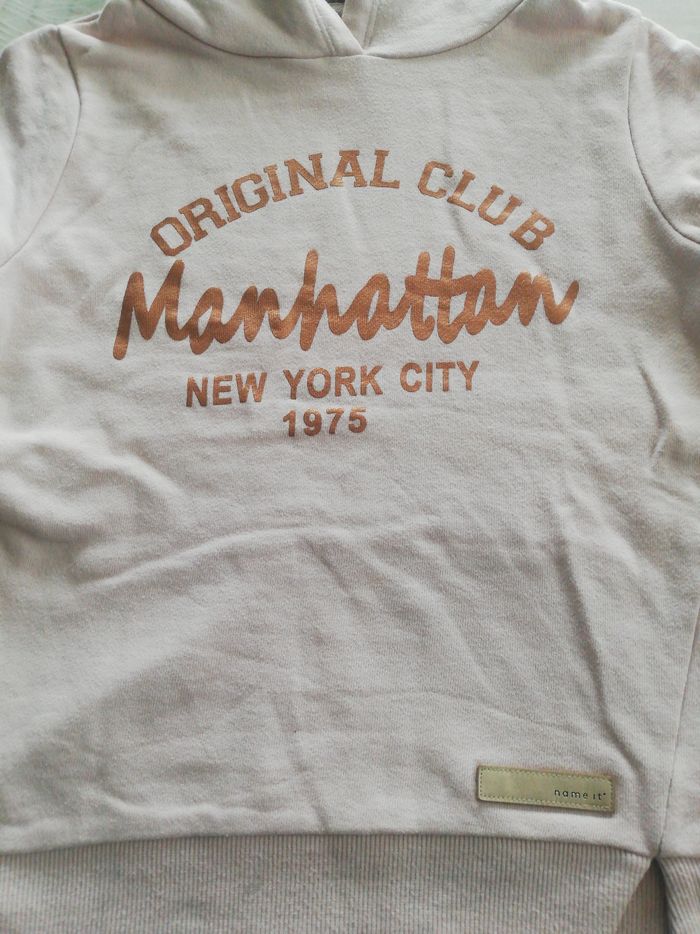 ORIGINAL CLUB
Manhattan
NEW YORK CITY
1975
name it